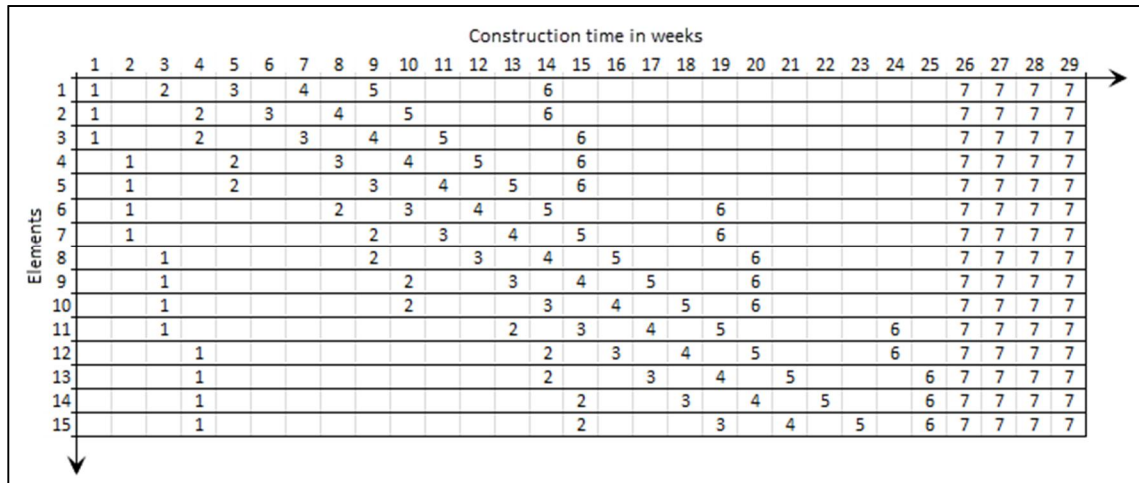 Construction time in weeks
1 2 3 4 5 6 7 8 9 10 11 12 13 14 15 16 17 18 19 20 21 22 23 24 25 26 27 28 29
1 1 2 3 4 5 6 7 7 7 7
2 1 2 3 4 5 6 7 7 7 7
3 1 2 3 4 5 6 7 7 7 7
4 1 2 3 4 5 6 7 7 7 7
5 1 2 3 4 5 6 7 7 7 7
6 1 2 3 4 5 6 7 7 7 7
7 1 2 3 4 5 6 7 7 7 7
8 1 2 3 4 5 6 7 7 7 7
9 1 2 3 4 5 6 7 7 7 7
10 1 2 3 4 5 6 7 7 7 7
11 1 2 3 4 5 6 7 7 7 7
12 1 2 3 4 5 6 7 7 7 7
13 1 2 3 4 5 6 7 7 7 7
14 1 2 3 4 5 6 7 7 7 7
15 1 2 3 4 5 6 7 7 7 7
Elements